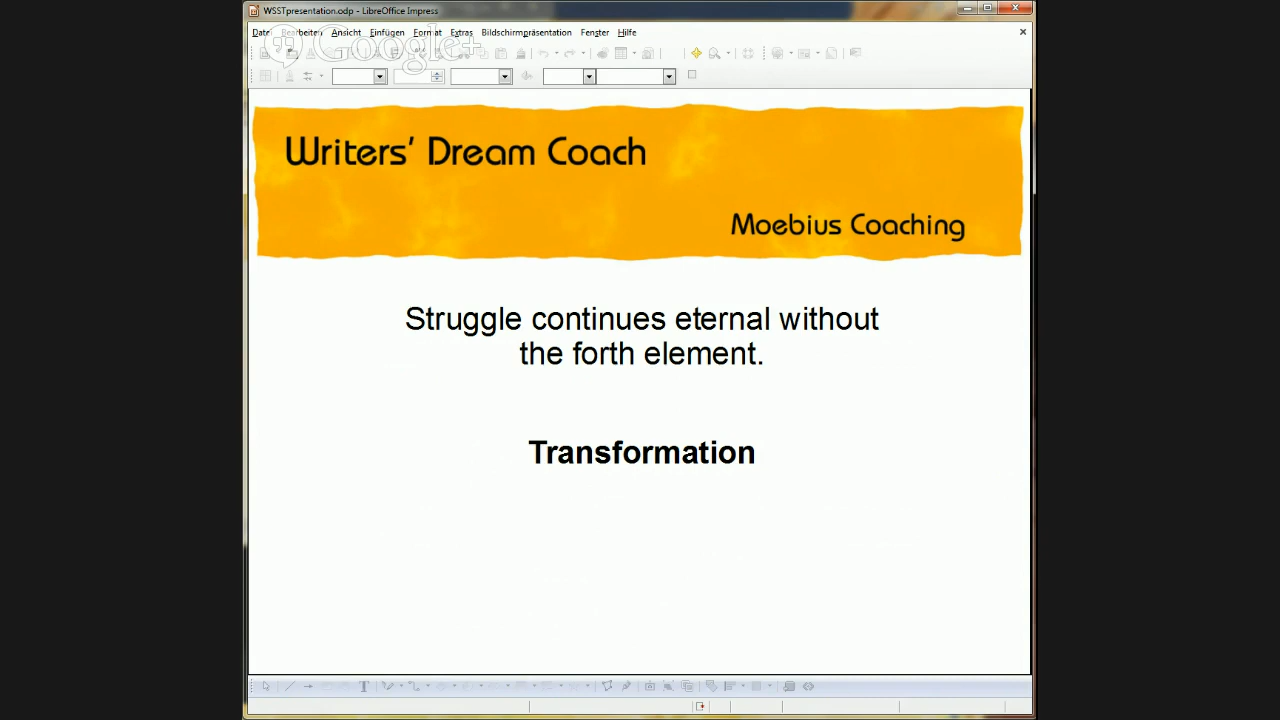 WSSTpresentation.odp - LibreOffice Impress
Datei Bearbeiten Ansicht Einfügen Format Extras Bildschirmpräsentation Fenster Hilfe
Google+
Writers' Dream Coach
Moebius Coaching
Struggle continues eternal without
the forth element.
Transformation